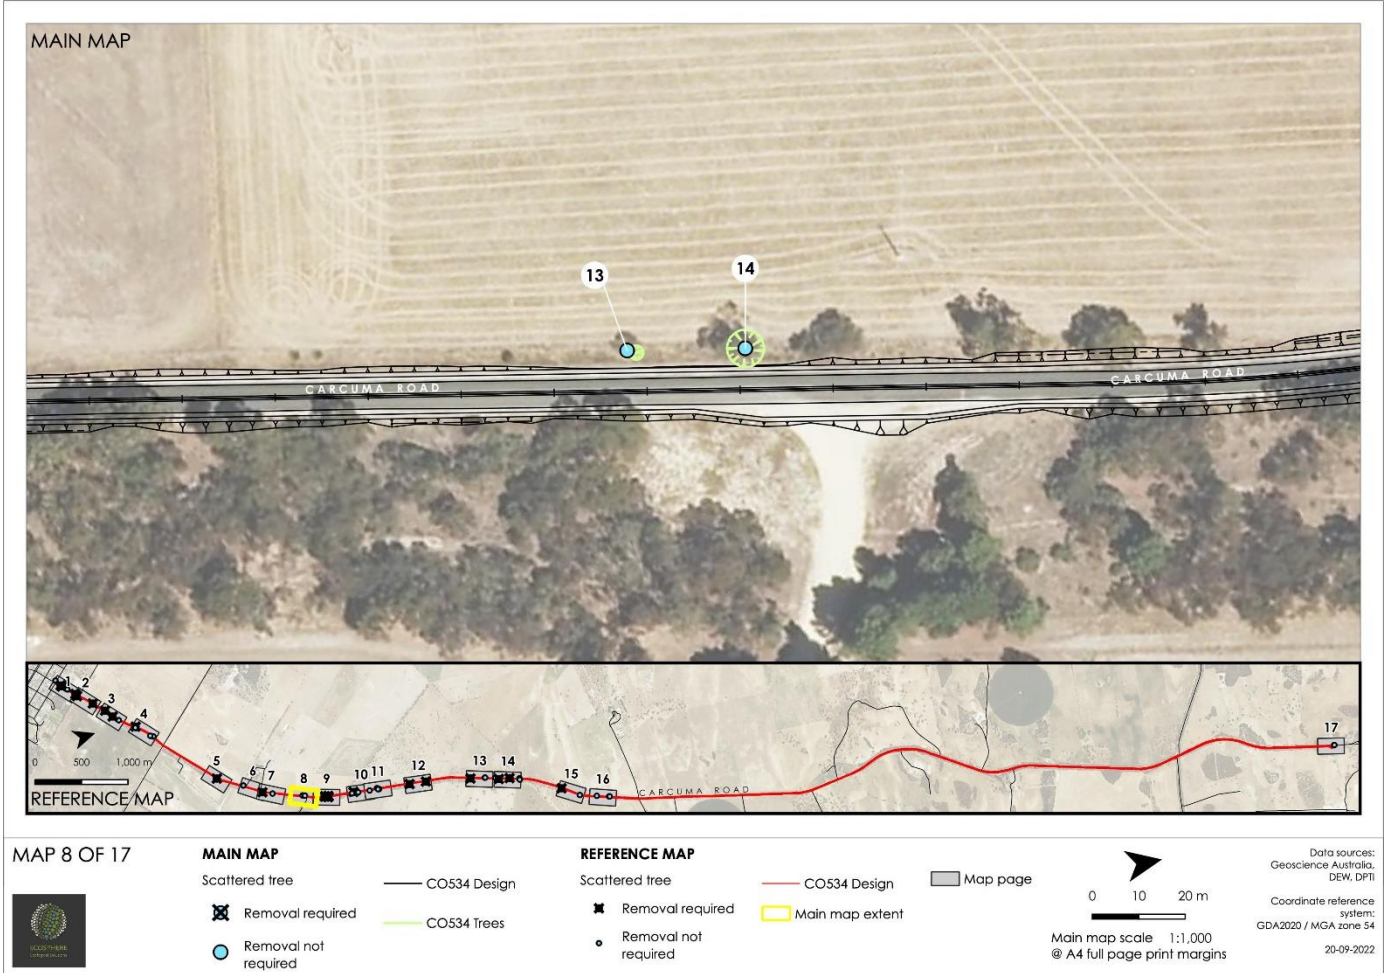 MAIN MAP
13
14
CARCUMA ROAD
CARCUMA ROAD
1
2
3
4
5
6
7
8
9
10
11
12
13
14
15
16
17
0 500 1,000 m
REFERENCE MAP
CARCUMA ROAD
MAP 8 OF 17
ECOSPHERE
MAIN MAP
Scattered tree
Removal required
Removal not
required
CO534 Design
CO534 Trees
REFERENCE MAP
Scattered tree
Removal required
Removal not
required
CO534 Design
Main map extent
Map page
0 10 20 m
Main map scale 1:1,000
@ A4 full page print margins
Data sources:
Geoscience Australia,
DEW, DPTI
Coordinate reference
system:
GDA2020 / MGA zone 54
20-09-2022